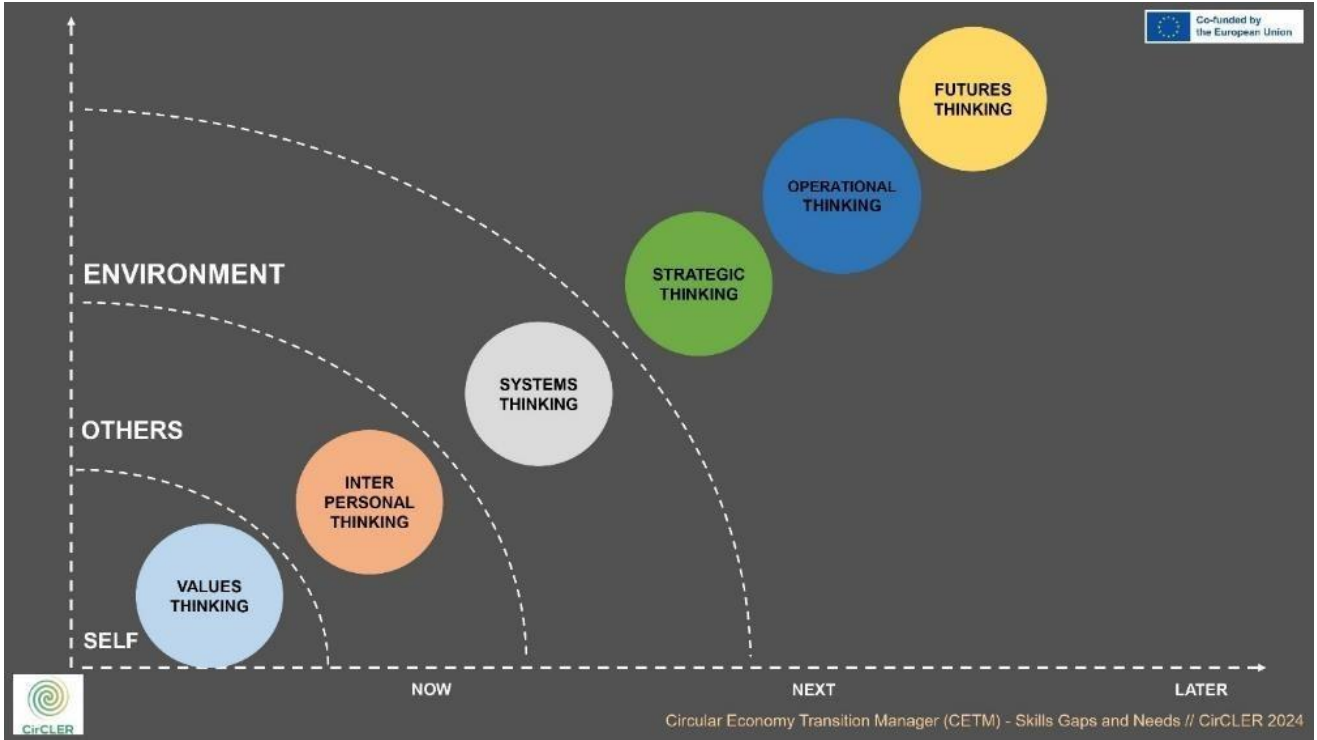 Co-funded by
the European Union
FUTURES
THINKING
OPERATIONAL
THINKING
ENVIRONMENT
STRATEGIC
THINKING
SYSTEMS
THINKING
OTHERS
INTER
PERSONAL
THINKING
VALUES
THINKING
SELF
NOW
NEXT
LATER
CirCLER
Circular Economy Transition Manager (CETM) - Skills Gaps and Needs // CirCLER 2024